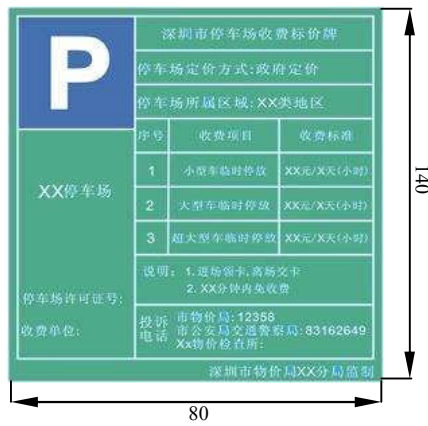 P
深圳市停车场收费标价牌
停车场定价方式:政府定价
停车场所属区域:XX类地区
序号 收费项目 收费标准
1 小型车临时停放 XX元/X天(小时)
2 大型车临时停放 XX元/X天(小时)
3 超大型车临时停放 XX元/X天(小时)
XX停车场
停车场许可证号:
收费单位:
说明: 1.进场领卡,离场交卡
2. XX分钟内免收费
投诉电话
市物价局:12358
市公安局交通警察局:83162649
Xx物价检查所:
深圳市物价局XX分局监制
140
80